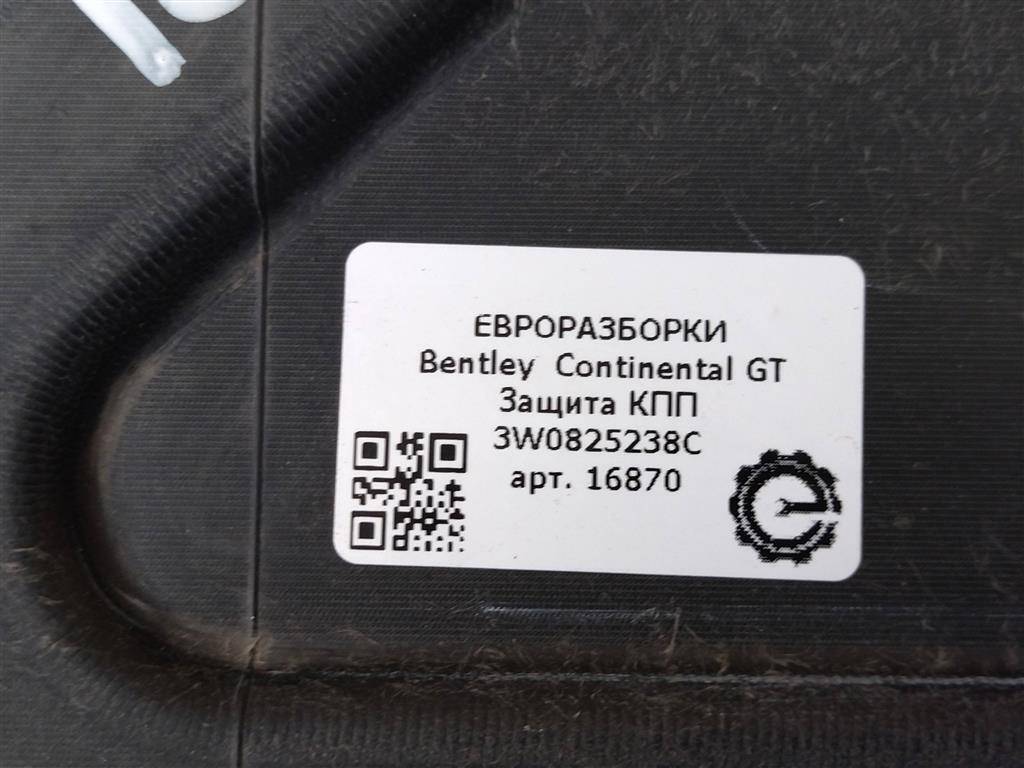 ЕВРОРАЗБОРКИ
Bentley Continental GT
Защита КПП
3W0825238C
арт. 16870